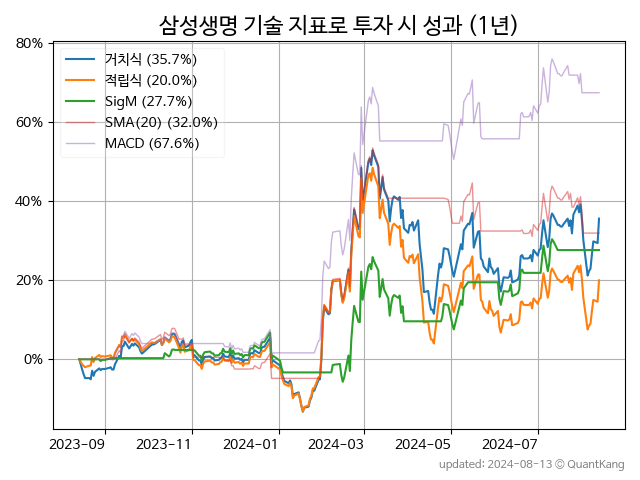 삼성생명 기술 지표로 투자 시 성과 (1년)
80%
60%
40%
20%
0%
거치식 (35.7%)
적립식 (20.0%)
SigM (27.7%)
SMA(20) (32.0%)
MACD (67.6%)
2023-09
2023-11
2024-01
2024-03
2024-05
2024-07
updated: 2024-08-13 © QuantKang